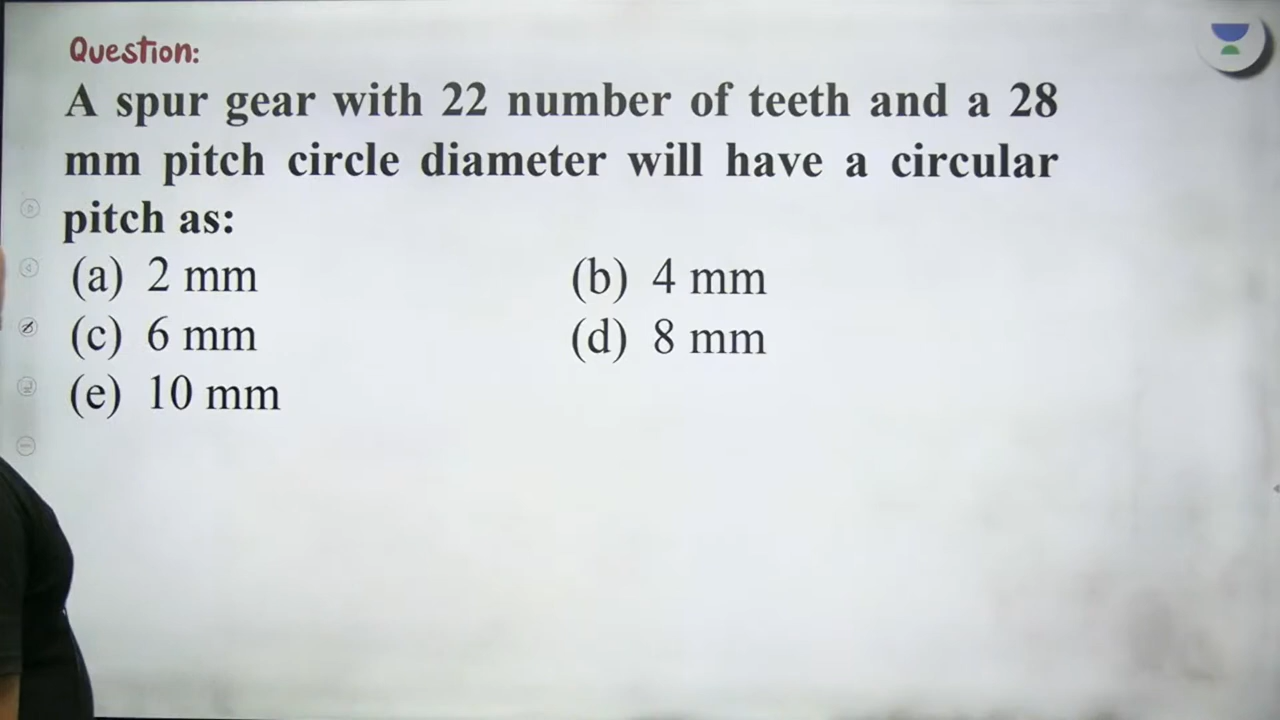 Question:
A spur gear with 22 number of teeth and a 28
mm pitch circle diameter will have a circular
pitch as:
(a) 2 mm (b) 4 mm
(c) 6 mm (d) 8 mm
(e) 10 mm